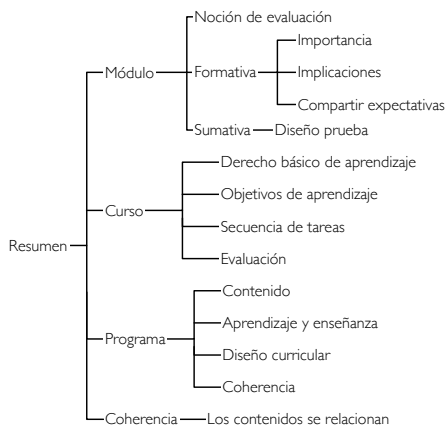 Noción de evaluación
Importancia
Módulo
Formativa
Implicaciones
Compartir expectativas
Sumativa
Diseño prueba
Derecho básico de aprendizaje
Objetivos de aprendizaje
Curso
Secuencia de tareas
Resumen
Evaluación
Contenido
Aprendizaje y enseñanza
Programa
Diseño curricular
Coherencia
Coherencia
Los contenidos se relacionan